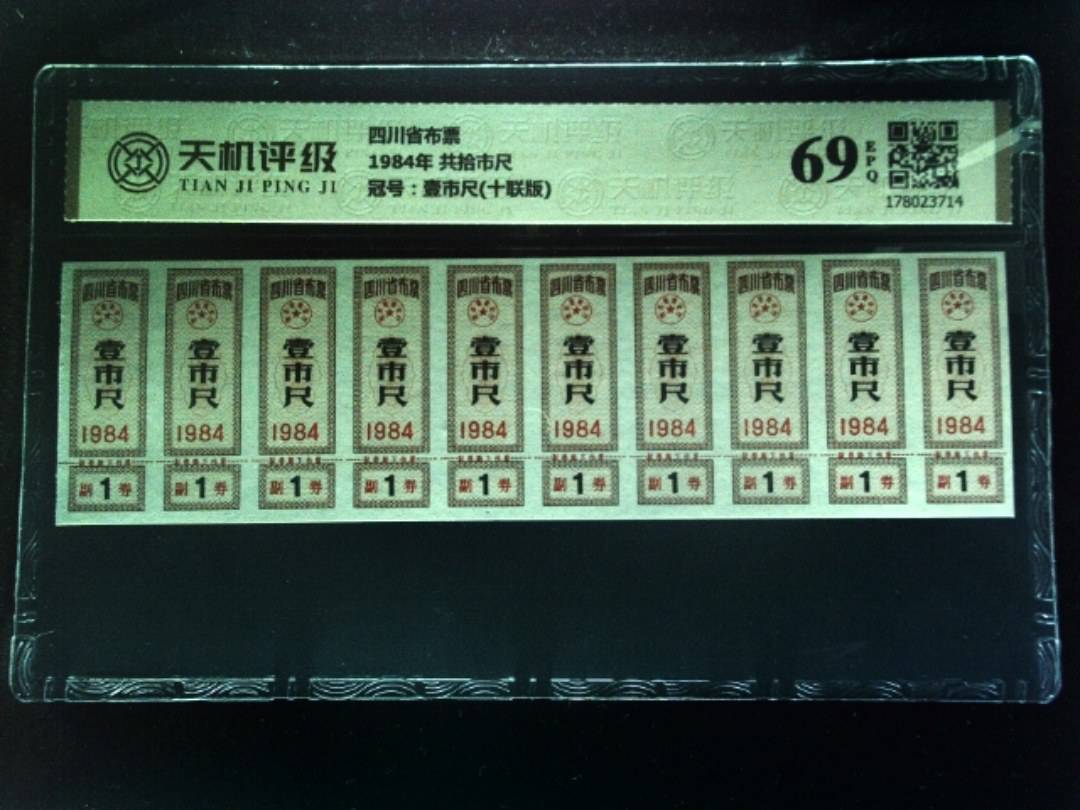 天机评级
TIAN JI PING JI
四川省布票
1984年 共拾市尺
冠号：壹市尺(十联版)
69
EPQ
178023714
四川省布票 四川省布票 四川省布票 四川省布票 四川省布票 四川省布票 四川省布票 四川省布票 四川省布票 四川省布票
壹市尺 壹市尺 壹市尺 壹市尺 壹市尺 壹市尺 壹市尺 壹市尺 壹市尺 壹市尺
1984 1984 1984 1984 1984 1984 1984 1984 1984 1984
副1券 副1券 副1券 副1券 副1券 副1券 副1券 副1券 副1券 副1券